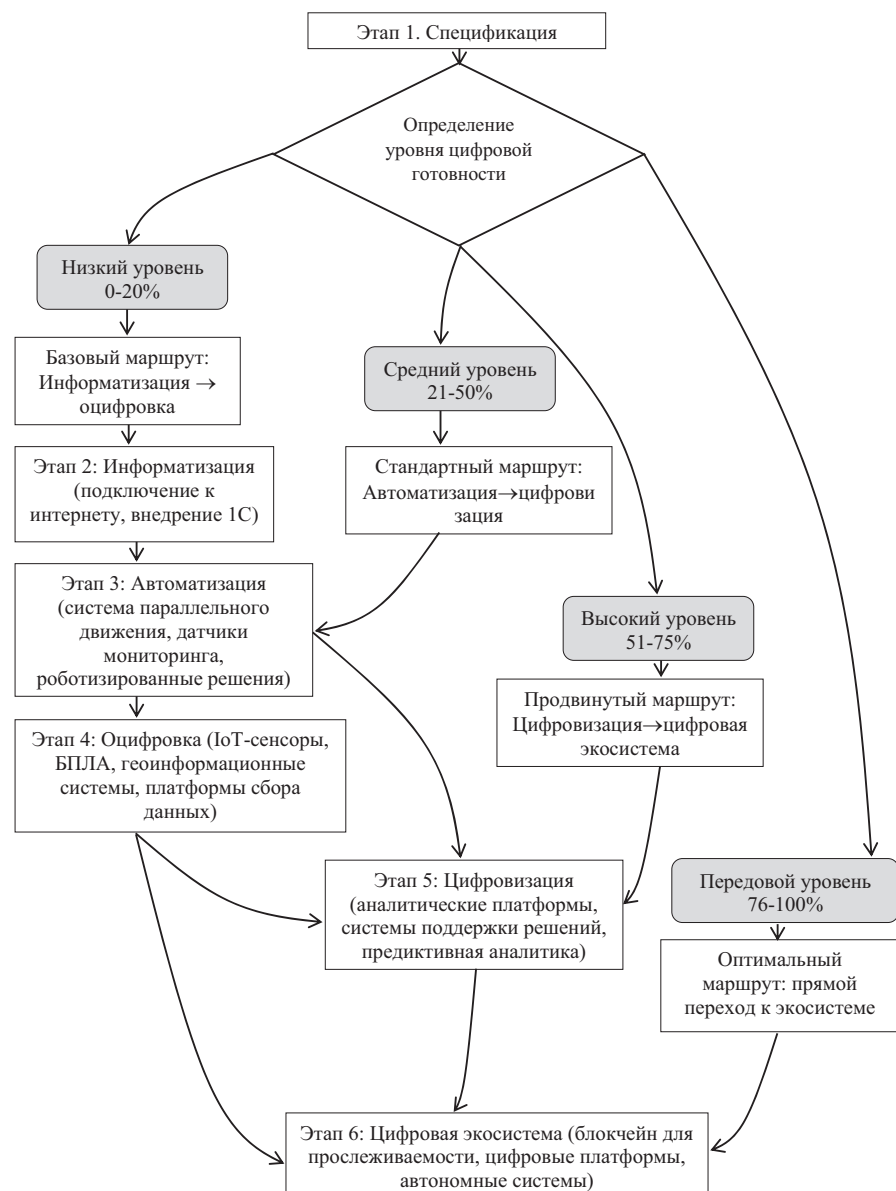 Этап 1. Спецификация
Определение
уровня цифровой
готовности
Низкий уровень
0-20%
Базовый маршрут:
Информатизация →
оцифровка
Средний уровень
21-50%
Этап 2: Информатизация
(подключение к
интернету, внедрение 1С)
Стандартный маршрут:
Автоматизация→цифрови
зация
Этап 3: Автоматизация
(система параллельного
движения, датчики
мониторинга,
роботизированные решения)
Высокий уровень
51-75%
Продвинутый маршрут:
Цифровизация→цифровая
экосистема
Этап 4: Оцифровка (IoT-сенсоры,
БПЛА, геоинформационные
системы, платформы сбора
данных)
Этап 5: Цифровизация
(аналитические платформы,
системы поддержки решений,
предиктивная аналитика)
Передовой уровень
76-100%
Оптимальный
маршрут: прямой
переход к экосистеме
Этап 6: Цифровая экосистема (блокчейн для
прослеживаемости, цифровые платформы,
автономные системы)